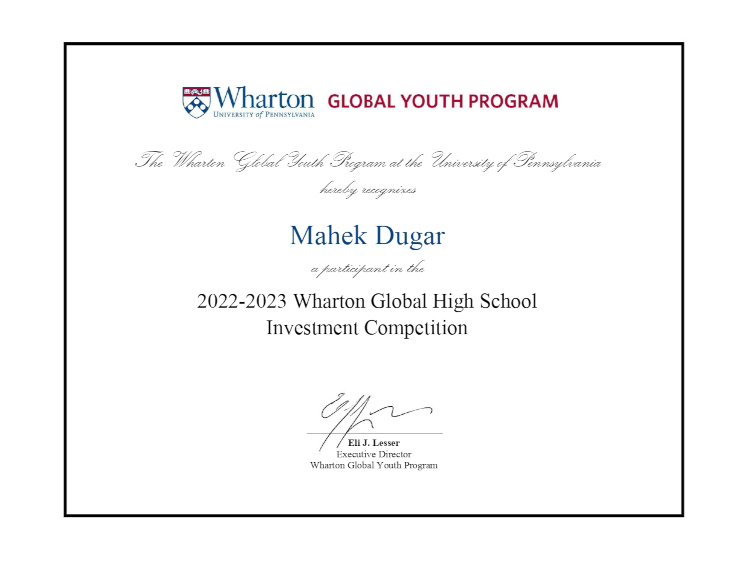 Wharton GLOBAL YOUTH PROGRAM
UNIVERSITY of PENNSYLVANIA
The Wharton Global Youth Program at the University of Pennsylvania
hereby recognizes
Mahek Dugar
a participant in the
2022-2023 Wharton Global High School
Investment Competition
Eli J. Lesser
Executive Director
Wharton Global Youth Program